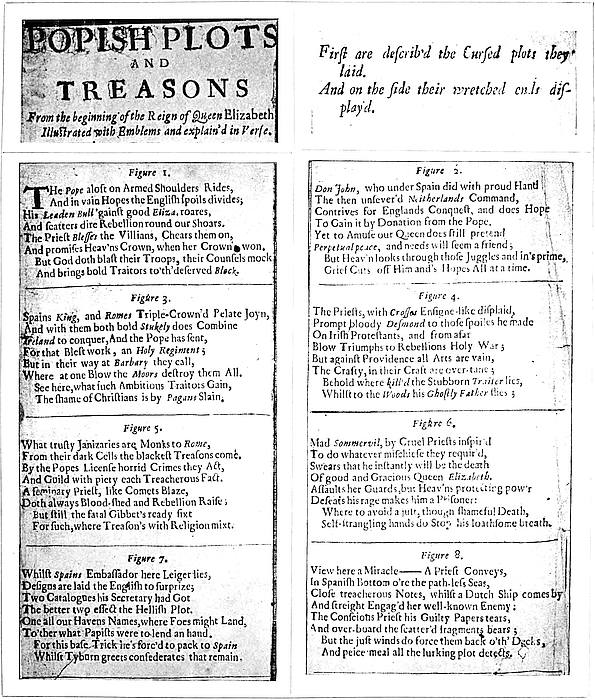 POPISH PLOTS
AND
TREASONS
From the beginning of the Reign of Queen Elizabeth
Illustrated with Emblems and explain'd in Verse.
First are describ'd the Cursed plots they
laid.
And on the side their wretched ends dis-
play'd.
Figure 1.
THe Pope aloft on Armed Shoulders Rides,
And in vain Hopes the English spoils divides;
His Leaden Bull 'gainst good Eliza. roares,
And scatters dire Rebellion round our Shoars.
The Priest Blesses the Villians, Chears them on,
And promises Heav'ns Crown, when her Crown won.
But God doth blast their Troops, their Counsels mock
And brings bold Traitors to'th'deserved Block.
Figure 3.
Spains King, and Romes Triple-Crown'd Pelate Joyn,
And with them both bold Stukely does Combine
Ireland to conquer, And the Pope has sent,
For that Blest work, an Holy Regiment;
But in their way at Barbary they call,
Where at one Blow the Moors destroy them All.
See here, what such Ambitious Traitors Gain,
The shame of Christians is by Pagans Slain,
Figure 5.
What trusty Janizaries are Monks to Rome,
From their dark Cells the blackest Treasons come.
By the Popes License horrid Crimes they Act,
And Guild with piety each Treacherous Fact.
A seminary Priest, like Comets Blaze,
Doth always Blood-shed and Rebellion Raise;
But still the fatal Gibbet's ready fixt
For such, where Treason's with Religion mixt.
Figure 7.
Whilst Spains Embassador here Leiger lies,
Designs are laid the English to surprize;
Two Catalogues his Secretary had Got
The better two effect the Hellish Plot.
One all our Havens Names, where Foes might Land,
To'ther what Papists were to lend an hand.
For this base Trick he's forc'd to pack to Spain
Whilst Tyborn greets confederates that remain.
Figure 2.
Don John, who under Spain did with proud Hand
The then unsever'd Neitherlands Command,
Contrives for Englands Conquest, and does Hope
To Gain it by Donation from the Pope.
Yet to Amuse our Queen does still pretend
Perpetual peace, and needs will seem a friend;
But Heav'n looks through those Juggles and in's prime,
Grief Cuts off Him and's Hopes All at a time.
Figure 4.
The Priests, with Crosses Ensigne-like displaid,
Prompt bloody Desmond to those spoiles he made
On Irish Protestants, and from afar
Blow Triumphs to Rebellions Holy War;
But against Providence all Arts are vain,
The Crafty, in their Craft are over-tane;
Behold where kill'd the Stubborn Traitor lies,
Whilst to the Woods his Ghostly Father flies;
Figure 6.
Mad Sommervil, by Cruel Priests inspir'd
To do whatever mischiefs they requir'd,
Swears that he instantly will be the death
Of good and Gracious Queen Elizabeth.
Assaults her Guards, but Heav'ns protecting pow'r
Defeats his rage makes him a Prisoner:
Where to avoid a just, though shameful Death,
Self-strangling hands do Stop his loathsome breath.
Figure 8.
View here a Miracle—— A Priest Conveys,
In Spanish Bottom o're the path-less Seas,
Close treacherous Notes, whilst a Dutch Ship comes by
And streight Engag'd her well-known Enemy:
The Conscious Priest his Guilty Papers tears,
And over-board the scatter'd fragments bears;
But the just winds do force them back o'th' Decks,
And peice meal all the lurking plot detects.